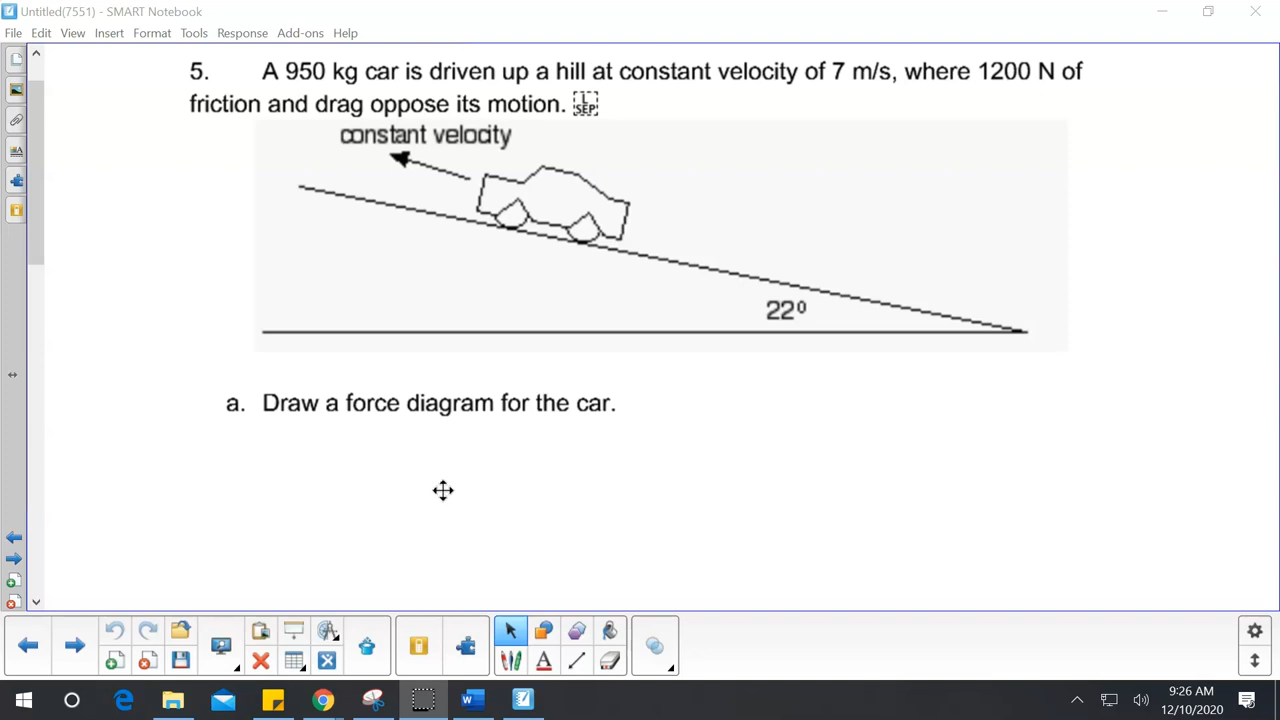 Untitled(7551) - SMART Notebook
File Edit View Insert Format Tools Response Add-ons Help
5. A 950 kg car is driven up a hill at constant velocity of 7 m/s, where 1200 N of
friction and drag oppose its motion. L SEP
constant velocity
22º
a. Draw a force diagram for the car.
9:26 AM
12/10/2020